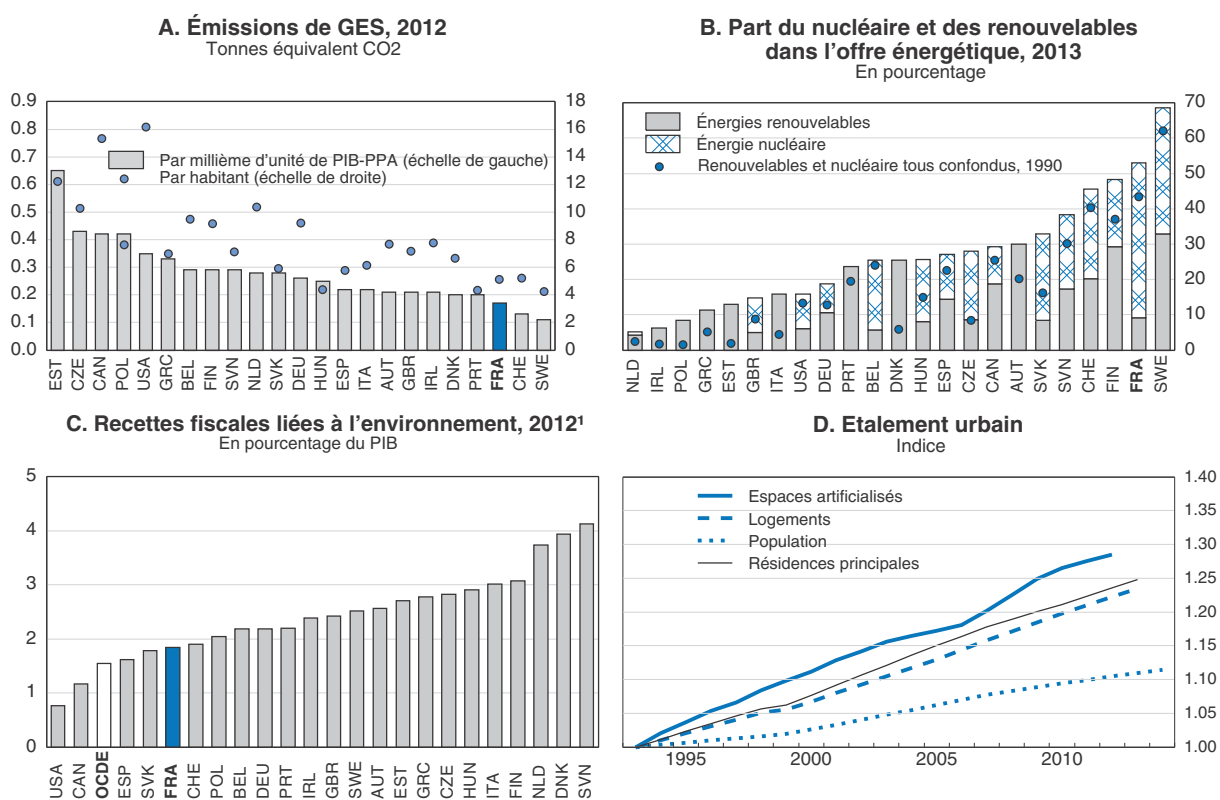 A. Émissions de GES, 2012
Tonnes équivalent CO2
0.9
0.8
0.7
0.6
0.5
0.4
0.3
0.2
0.1
0.0
18
16
14
12
10
8
6
4
2
0
Par millième d'unité de PIB-PPA (échelle de gauche)
Par habitant (échelle de droite)
EST CZE CAN POL USA GRC BEL FIN SVN NLD SVK DEU HUN ESP ITA AUT GBR IRL DNK PRT FRA CHE SWE
B. Part du nucléaire et des renouvelables
dans l'offre énergétique, 2013
En pourcentage
70
60
50
40
30
20
10
0
Énergies renouvelables
Énergie nucléaire
Renouvelables et nucléaire tous confondus, 1990
NLD IRL POL GRC EST GBR ITA USA DEU PRT BEL DNK HUN ESP CZE CAN AUT SVK SVN CHE FIN FRA SWE
C. Recettes fiscales liées à l'environnement, 2012¹
En pourcentage du PIB
5
4
3
2
1
0
USA CAN OCDE ESP SVK FRA CHE POL BEL DEU PRT IRL GBR SWE AUT EST GRC CZE HUN ITA FIN NLD DNK SVN
D. Etalement urbain
Indice
1.40
1.35
1.30
1.25
1.20
1.15
1.10
1.05
1.00
Espaces artificialisés
Logements
Population
Résidences principales
1995 2000 2005 2010